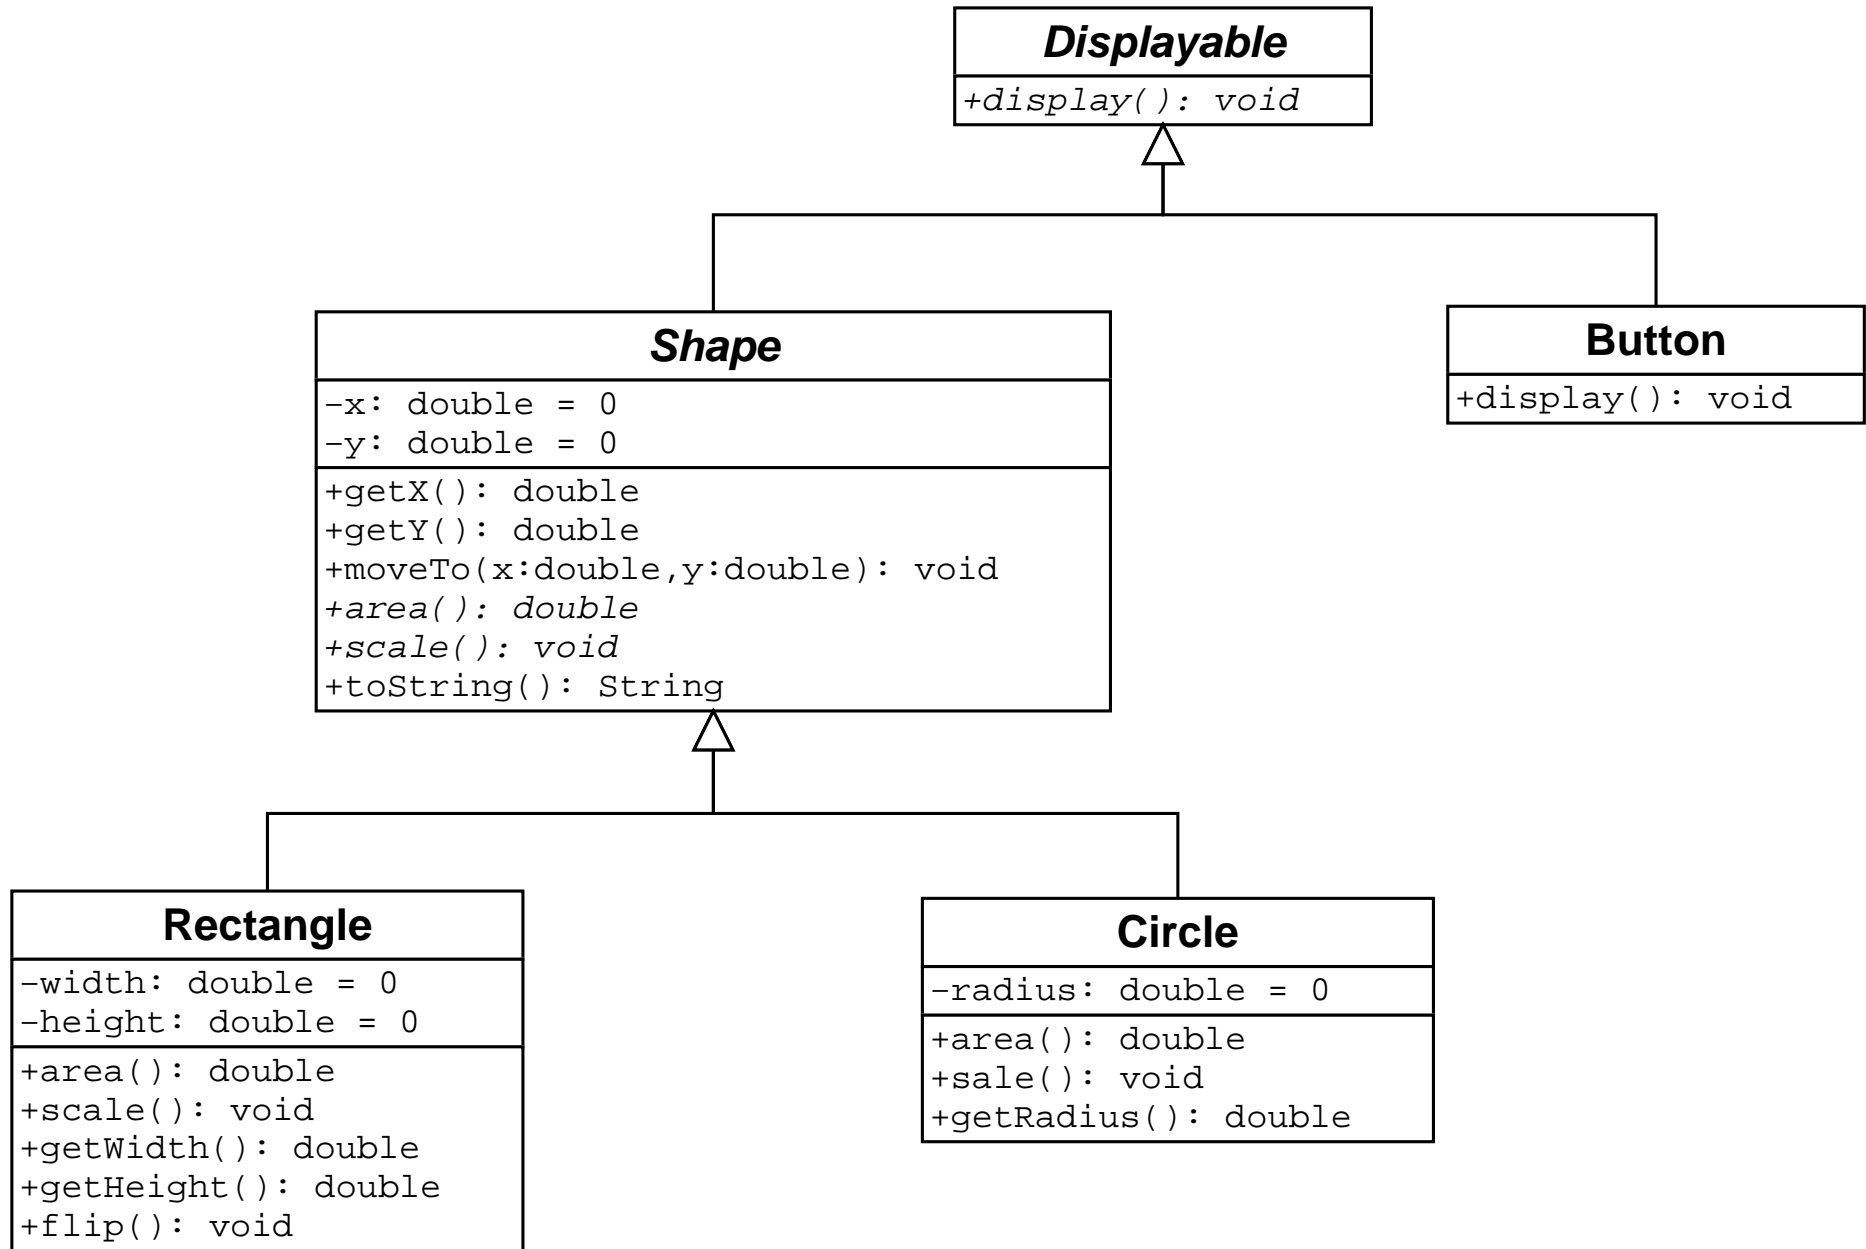 Displayable
+display(): void
Shape
-x: double = 0
-y: double = 0
+getX(): double
+getY(): double
+moveTo(x:double,y:double): void
+area(): double
+scale(): void
+toString(): String
Button
+display(): void
Rectangle
-width: double = 0
-height: double = 0
+area(): double
+scale(): void
+getWidth(): double
+getHeight(): double
+flip(): void
Circle
-radius: double = 0
+area(): double
+sale(): void
+getRadius(): double